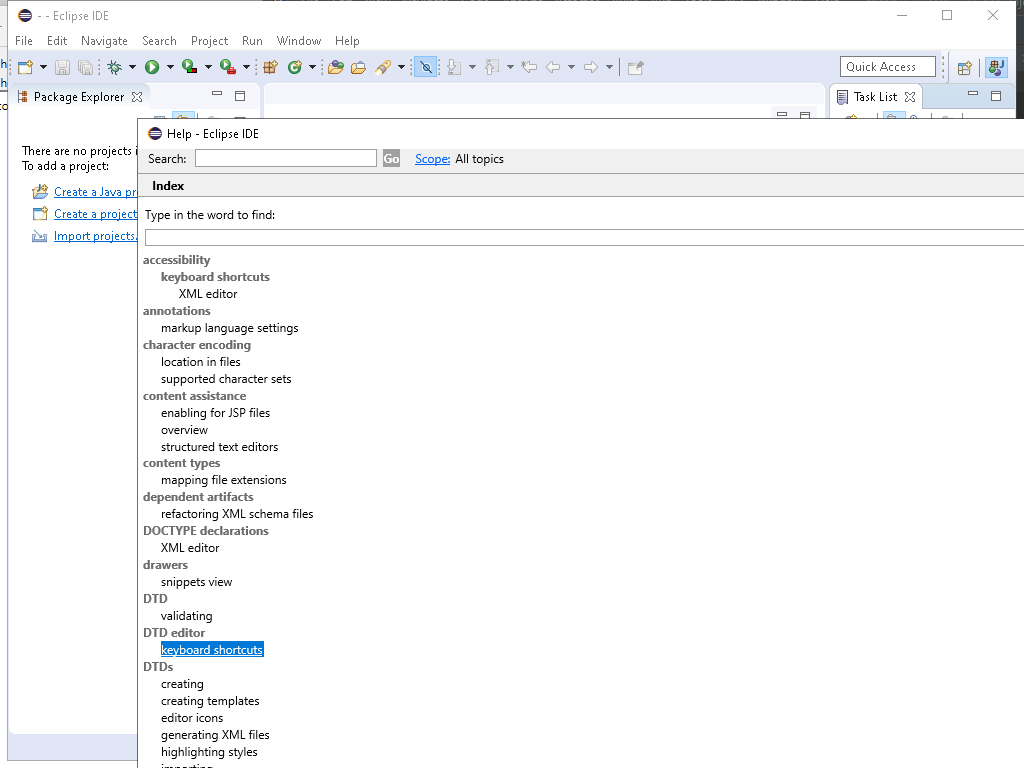 - - Eclipse IDE
File Edit Navigate Search Project Run Window Help
Quick Access
Package Explorer
Task List
There are no projects
To add a project:
Create a Java
Create a project
Import projects
Help - Eclipse IDE
Search:
Go
Scope: All topics
Index
Type in the word to find:
accessibility
keyboard shortcuts
XML editor
annotations
markup language settings
character encoding
location in files
supported character sets
content assistance
enabling for JSP files
overview
structured text editors
content types
mapping file extensions
dependent artifacts
refactoring XML schema files
DOCTYPE declarations
XML editor
drawers
snippets view
DTD
validating
DTD editor
keyboard shortcuts
DTDs
creating
creating templates
editor icons
generating XML files
highlighting styles